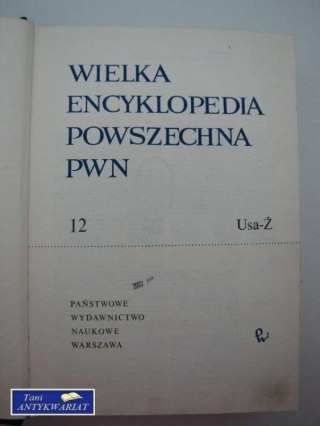 WIELKA
ENCYKLOPEDIA
POWSZECHNA
PWN
12 Usa-Ż
PAŃSTWOWE
WYDAWNICTWO
NAUKOWE
WARSZAWA
Tani
ANTYKWARIAT